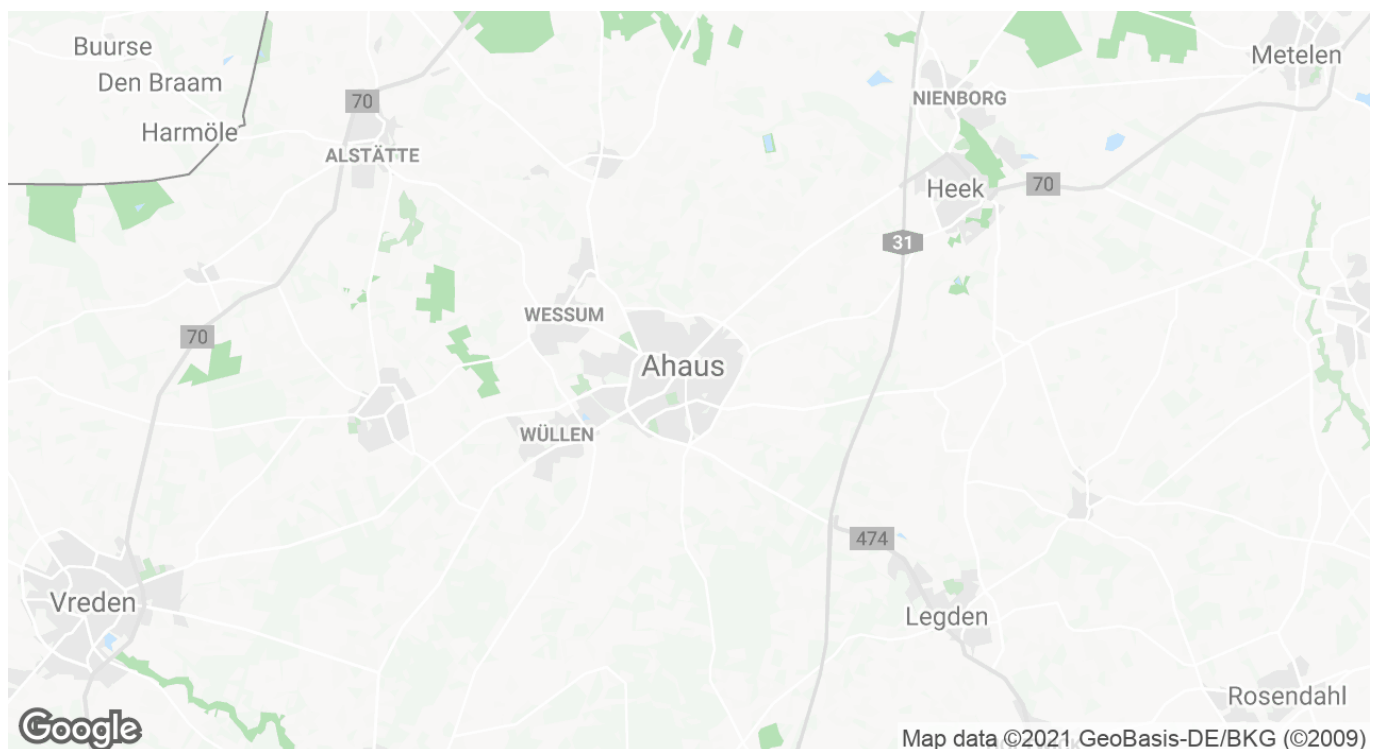 Buurse
Metelen
Den Braam
70
NIENBORG
Harmöle
ALSTÄTTE
Heek
70
31
WESSUM
70
Ahaus
WÜLLEN
474
Vreden
Legden
Rosendahl
Google
Map data ©2021 GeoBasis-DE/BKG (©2009)